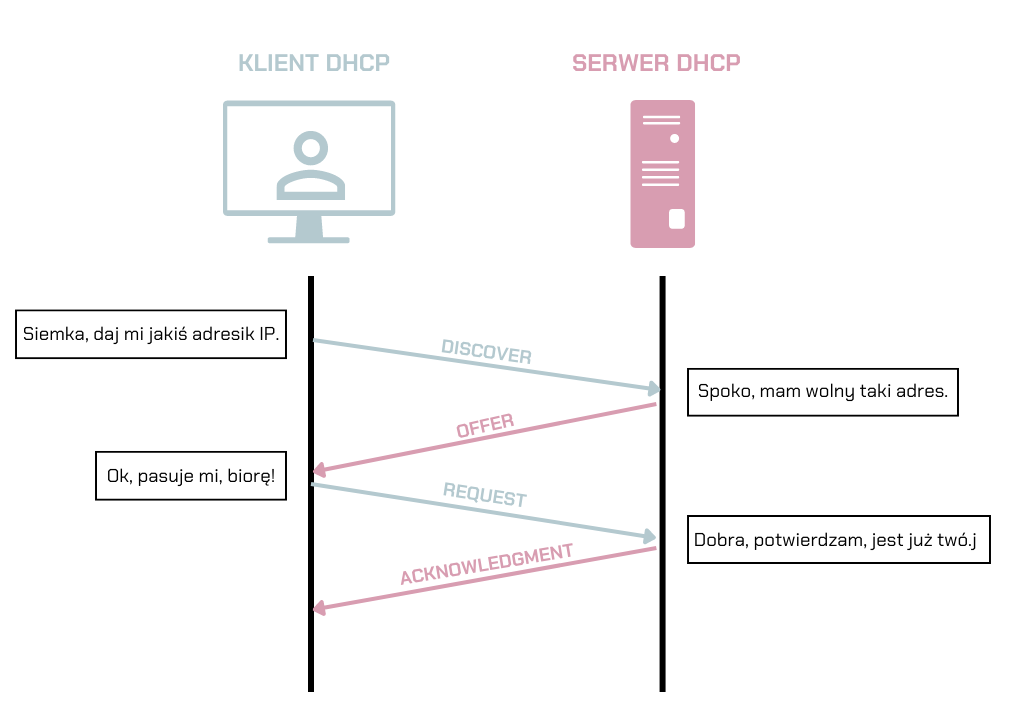 KLIENT DHCP
SERWER DHCP
Siemka, daj mi jakiś adresik IP.
DISCOVER
Spoko, mam wolny taki adres.
OFFER
Ok, pasuje mi, biorę!
REQUEST
Dobra, potwierdzam, jest już twó.j
ACKNOWLEDGMENT